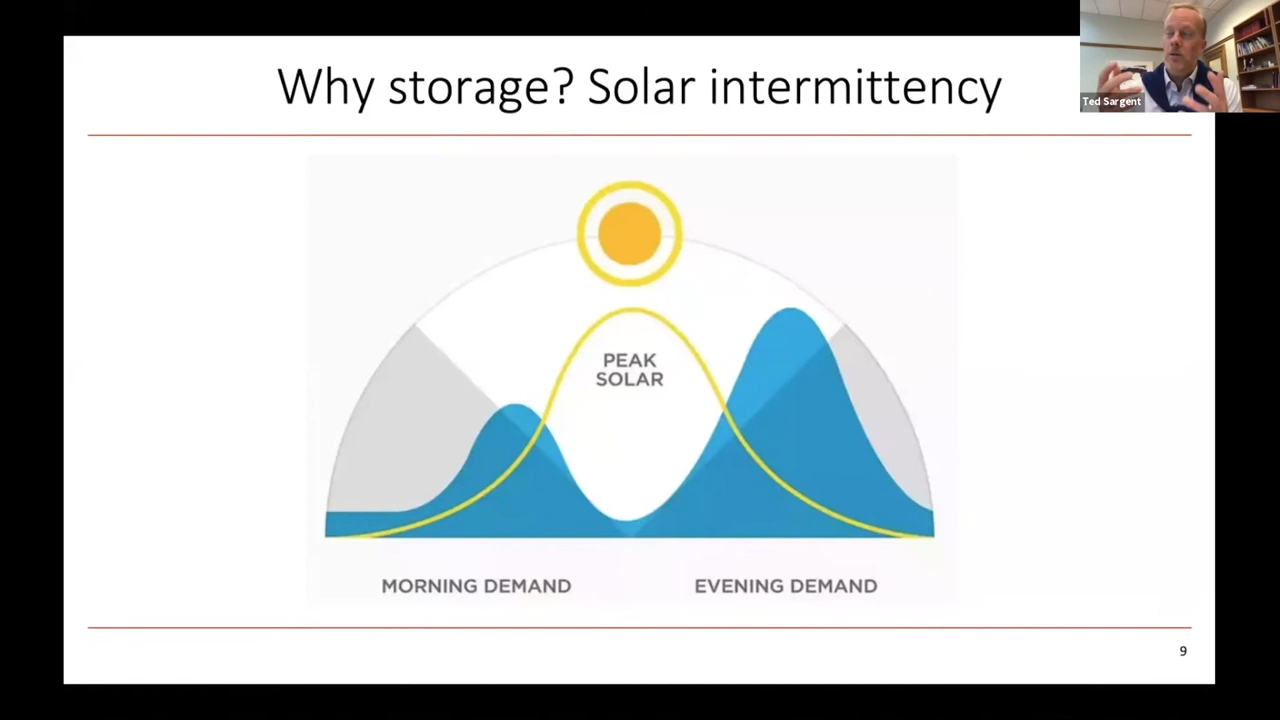 Why storage? Solar intermittency
Ted Sargent
PEAK
SOLAR
MORNING DEMAND
EVENING DEMAND
9